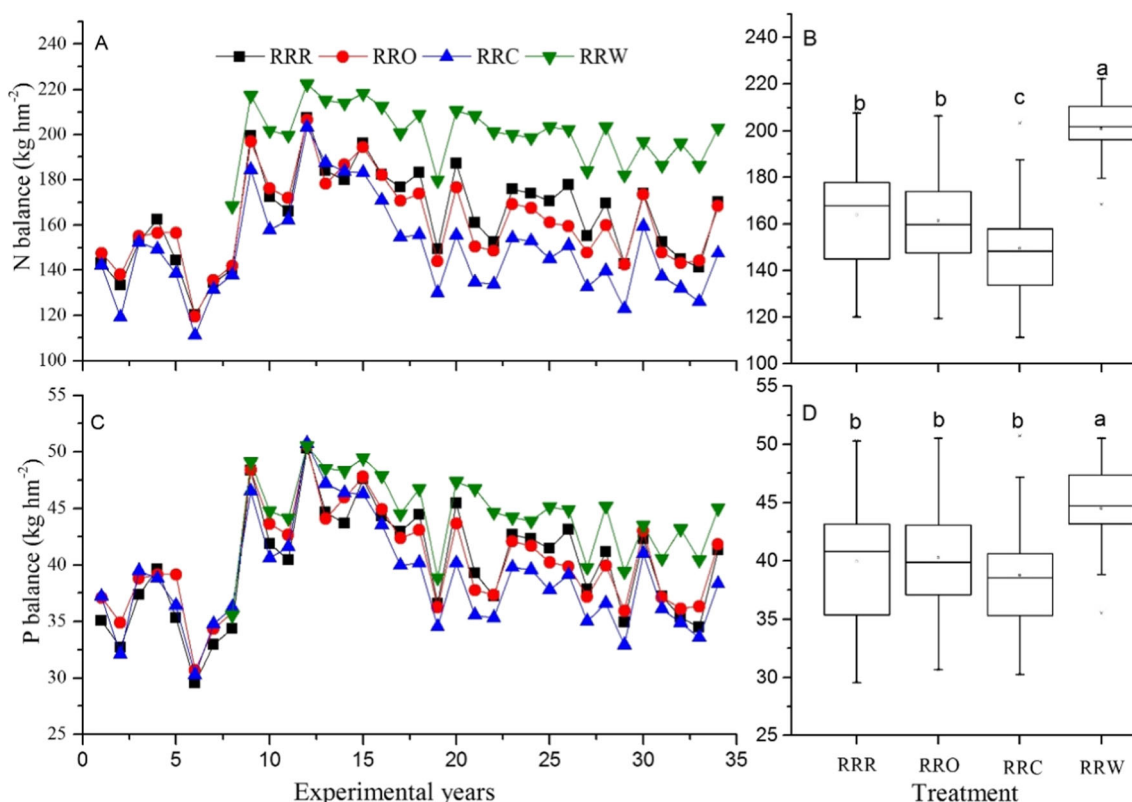 A
RRR RRO RRC RRW
N balance (kg hm-2)
240
220
200
180
160
140
120
100
B
b b c a
240
220
200
180
160
140
120
100
C
P balance (kg hm-2)
55
50
45
40
35
30
25
0 5 10 15 20 25 30 35
Experimental years
D
b b b a
55
50
45
40
35
30
25
RRR RRO RRC RRW
Treatment